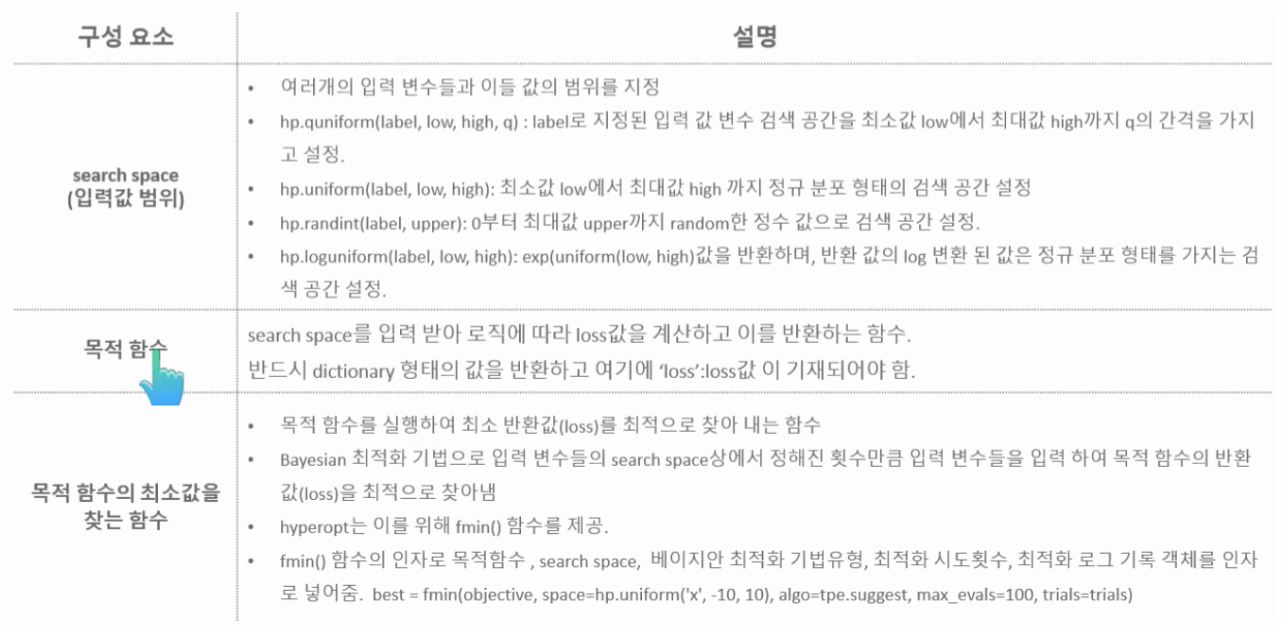 구성 요소
설명
search space
(입력값 범위)
• 여러개의 입력 변수들과 이들 값의 범위를 지정
• hp.quniform(label, low, high, q) : label로 지정된 입력 값 변수 검색 공간을 최소값 low에서 최대값 high까지 q의 간격을 가지
고 설정.
• hp.uniform(label, low, high): 최소값 low에서 최대값 high 까지 정규 분포 형태의 검색 공간 설정
• hp.randint(label, upper): 0부터 최대값 upper까지 random한 정수 값으로 검색 공간 설정.
• hp.loguniform(label, low, high): exp(uniform(low, high)값을 반환하며, 반환 값의 log 변환 된 값은 정규 분포 형태를 가지는 검
색 공간 설정.
목적 함수
search space를 입력 받아 로직에 따라 loss값을 계산하고 이를 반환하는 함수.
반드시 dictionary 형태의 값을 반환하고 여기에 ‘loss’:loss값 이 기재되어야 함.
목적 함수의 최소값을
찾는 함수
• 목적 함수를 실행하여 최소 반환값(loss)를 최적으로 찾아 내는 함수
• Bayesian 최적화 기법으로 입력 변수들의 search space상에서 정해진 횟수만큼 입력 변수들을 입력 하여 목적 함수의 반환
값(loss)을 최적으로 찾아냄
• hyperopt는 이를 위해 fmin() 함수를 제공.
• fmin() 함수의 인자로 목적함수 , search space, 베이지안 최적화 기법유형, 최적화 시도횟수, 최적화 로그 기록 객체를 인자
로 넣어줌. best = fmin(objective, space=hp.uniform('x', -10, 10), algo=tpe.suggest, max_evals=100, trials=trials)